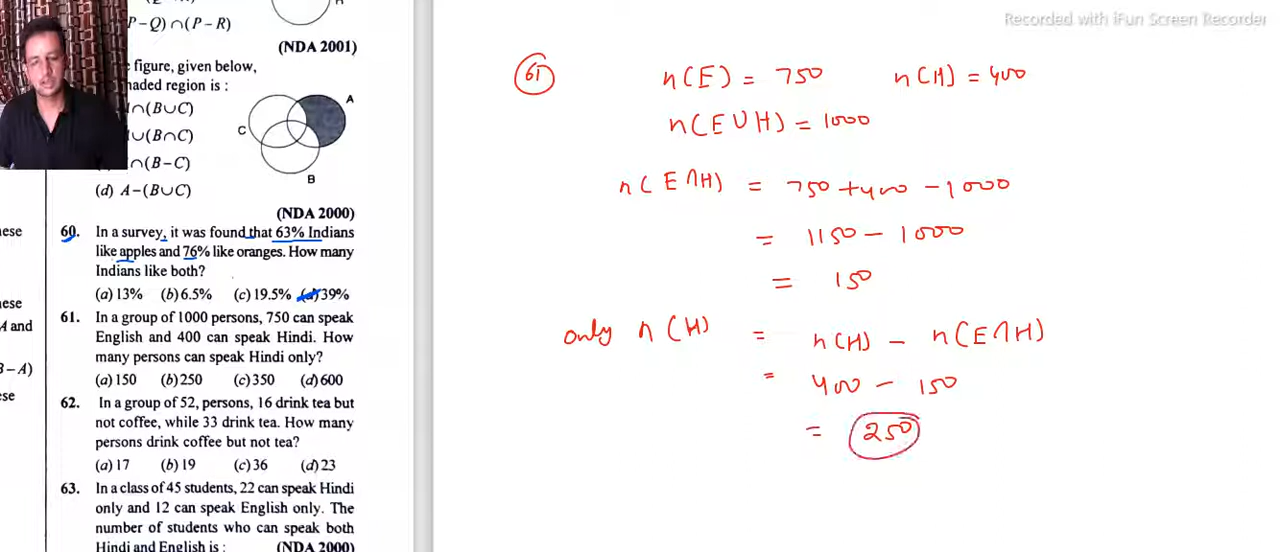 Recorded with iFun Screen Recorder
P−Q)∩(P−R)
(NDA 2001)
figure, given below,
haded region is :
∩(B∪C)
∪(B∩C)
∩(B−C)
(d) A−(B∪C)
A
C
B
(NDA 2000)
60. In a survey, it was found that 63% Indians
like apples and 76% like oranges. How many
Indians like both?
(a) 13% (b) 6.5% (c) 19.5% (d) 39%
61. In a group of 1000 persons, 750 can speak
English and 400 can speak Hindi. How
many persons can speak Hindi only?
(a) 150 (b) 250 (c) 350 (d) 600
62. In a group of 52, persons, 16 drink tea but
not coffee, while 33 drink tea. How many
persons drink coffee but not tea?
(a) 17 (b) 19 (c) 36 (d) 23
63. In a class of 45 students, 22 can speak Hindi
only and 12 can speak English only. The
number of students who can speak both
Hindi and English is : (NDA 2000)
ese
ese
A and
B−A)
se
61
n(E) = 750 n(H) = 400
n(E∪H) = 1000
n(E∩H) = 750 + 400 − 1000
= 1150 − 1000
= 150
only n(H) = n(H) − n(E∩H)
= 400 − 150
= 250